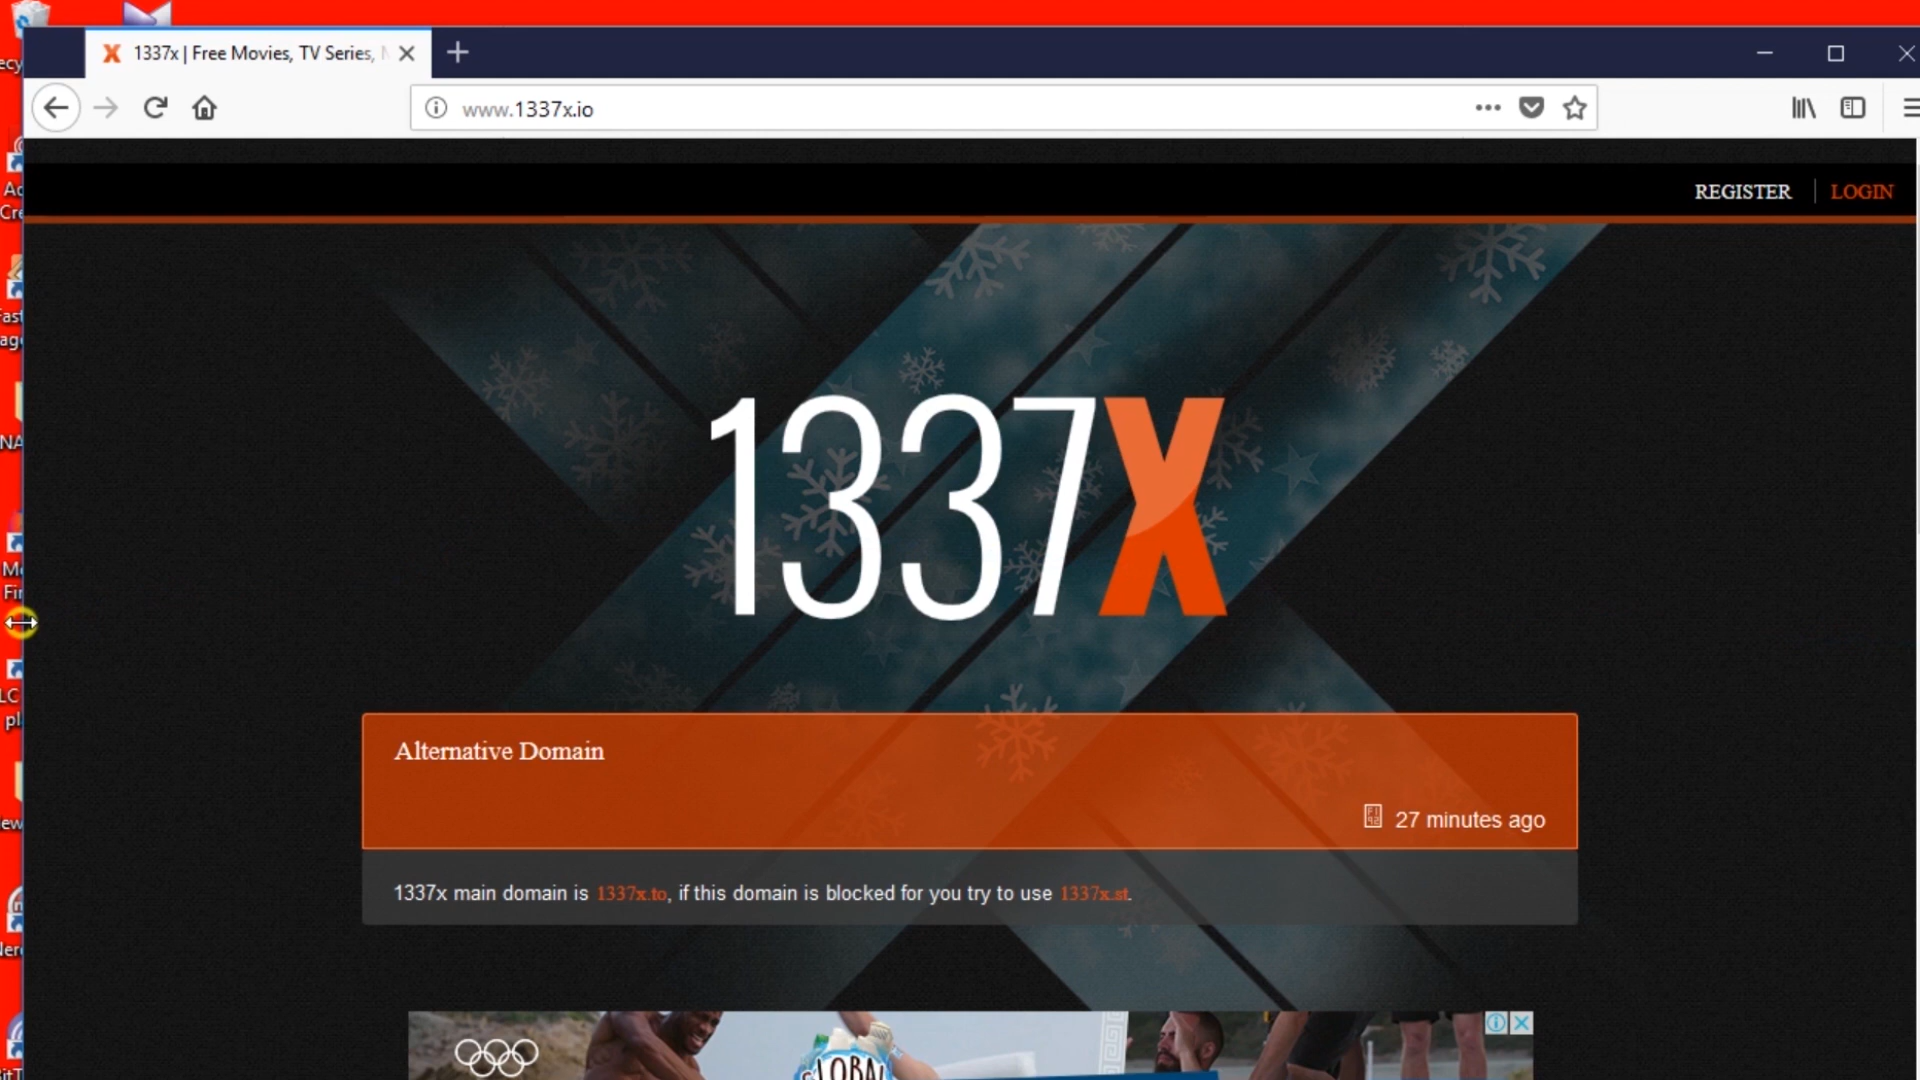 1337x | Free Movies, TV Series,
www.1337x.io
REGISTER
LOGIN
1337X
Alternative Domain
27 minutes ago
1337x main domain is 1337x.to, if this domain is blocked for you try to use 1337x.st.